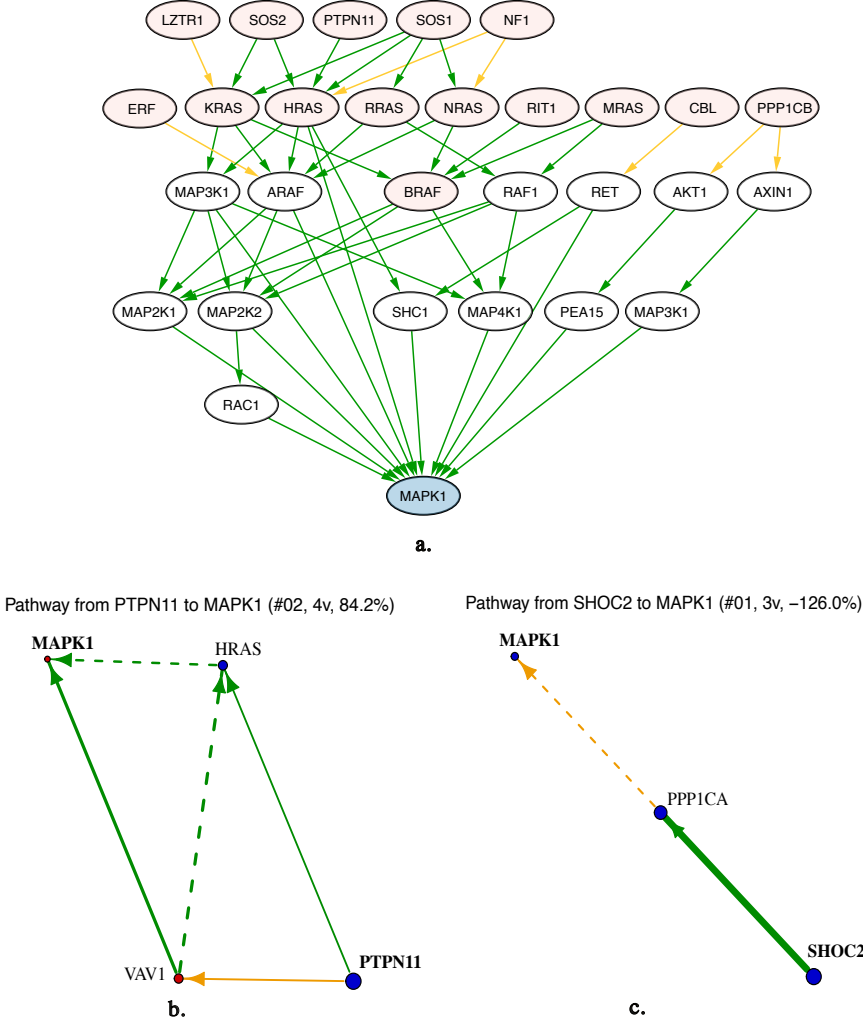 LZTR1 SOS2 PTPN11 SOS1 NF1
ERF KRAS HRAS RRAS NRAS RIT1 MRAS CBL PPP1CB
MAP3K1 ARAF BRAF RAF1 RET AKT1 AXIN1
MAP2K1 MAP2K2 SHC1 MAP4K1 PEA15 MAP3K1
RAC1
MAPK1
a.
Pathway from PTPN11 to MAPK1 (#02, 4v, 84.2%)
MAPK1
HRAS
VAV1
PTPN11
b.
Pathway from SHOC2 to MAPK1 (#01, 3v, −126.0%)
MAPK1
PPP1CA
SHOC2
c.